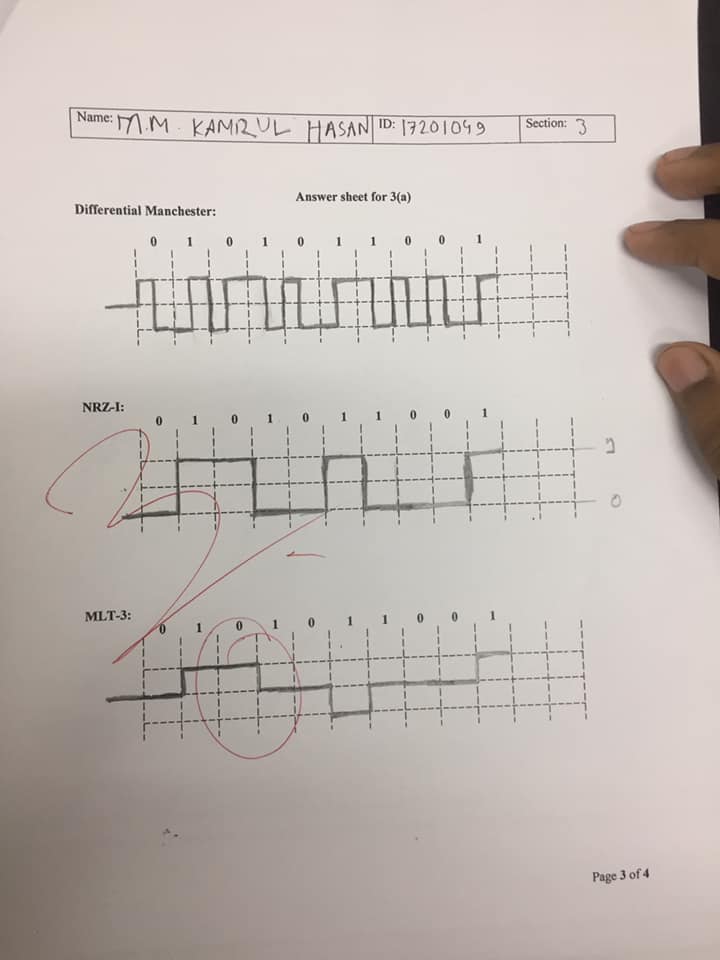 Name: M.M. KAMRUL HASAN ID: 17201049 Section: 3
Answer sheet for 3(a)
Differential Manchester:
0 1 0 1 0 1 1 0 0 1
NRZ-I:
0 1 0 1 0 1 1 0 0 1
0
MLT-3:
0 1 0 1 0 1 1 0 0 1
Page 3 of 4